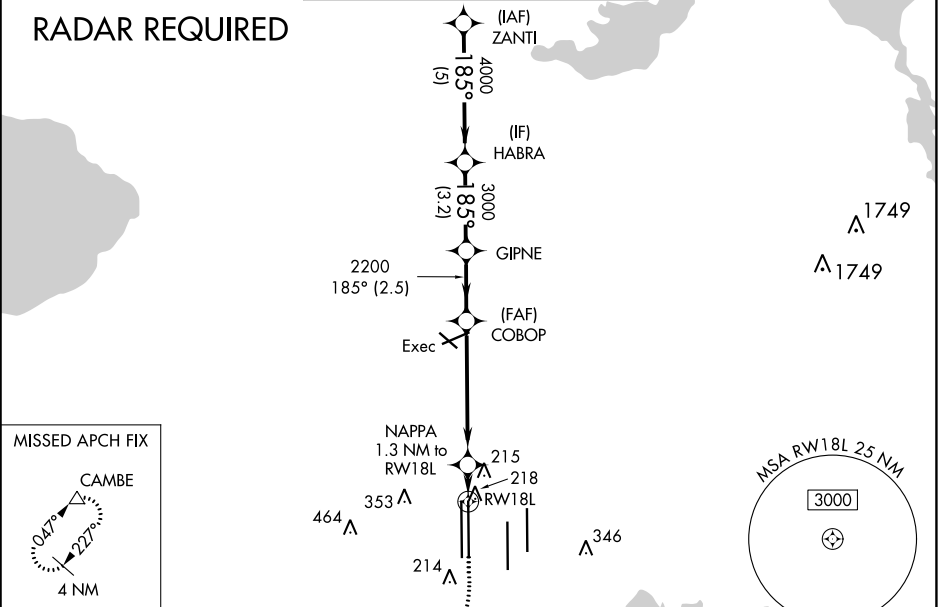 RADAR REQUIRED
(IAF)
ZANTI
4000
185°
(5)
(IF)
HABRA
3000
185°
(3.2)
1749
1749
GIPNE
2200
185° (2.5)
(FAF)
COBOP
Exec
NAPPA
1.3 NM to
RW18L
215
218
RW18L
353
464
346
214
MISSED APCH FIX
CAMBE
047°
227°
4 NM
MSA RW18L 25 NM
3000